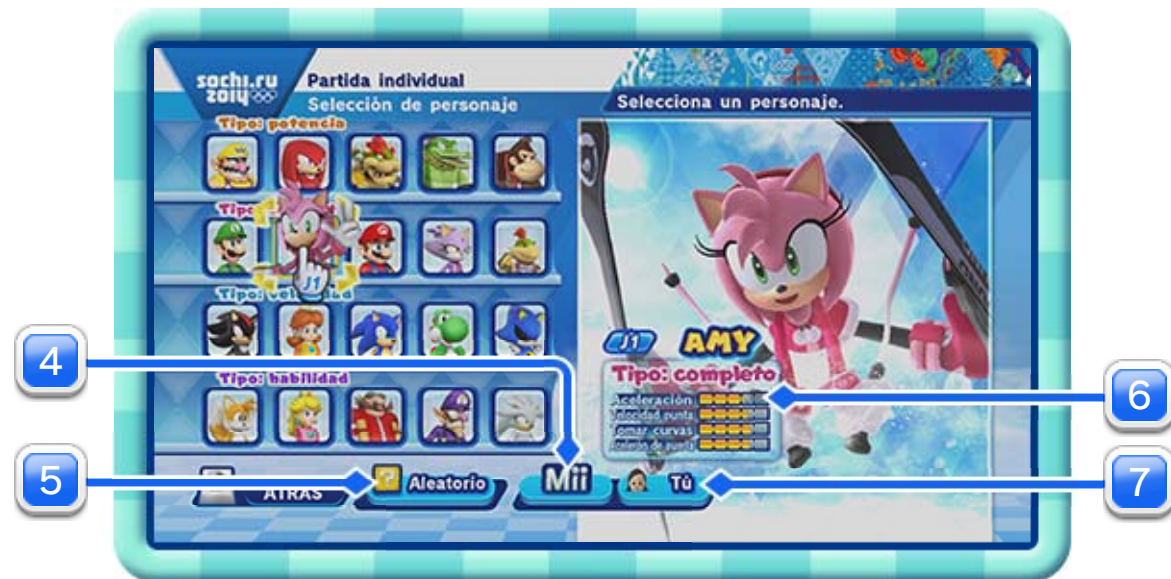 sochi.ru
2014
Partida individual
Selección de personaje
Selecciona un personaje.
Tipo: potencia
Tipo:
J1
Tipo: velocidad
Tipo: habilidad
J1 AMY
Tipo: completo
Aceleración
Velocidad punta
Tomar curvas
4
5
6
7
ATRÁS
? Aleatorio
Mii
Tú